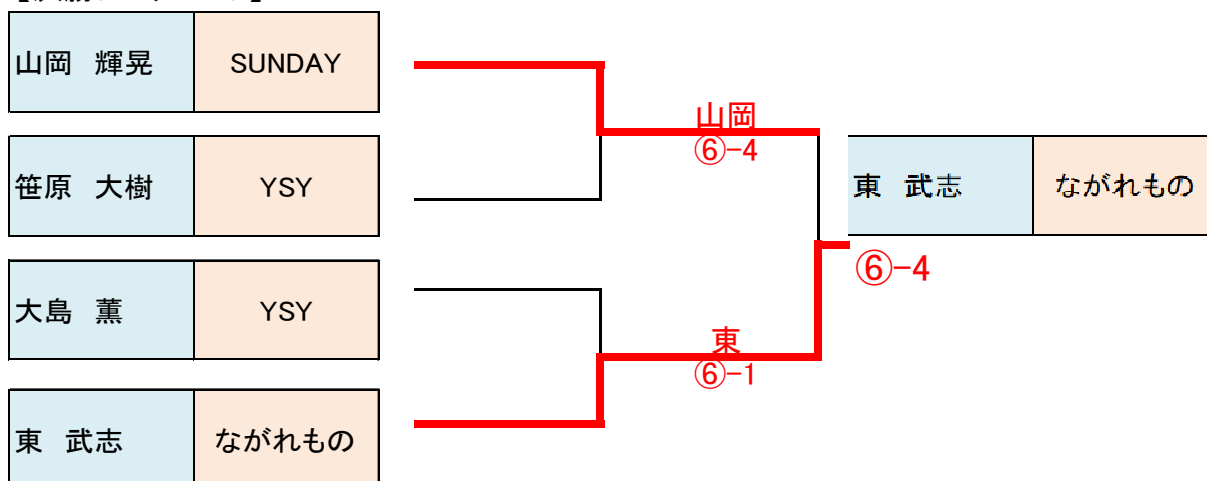 山岡　輝晃 SUNDAY
笹原　大樹 YSY
大島　薫 YSY
東　武志 ながれもの
山岡
⑥-4
東
⑥-1
東　武志 ながれもの
⑥-4